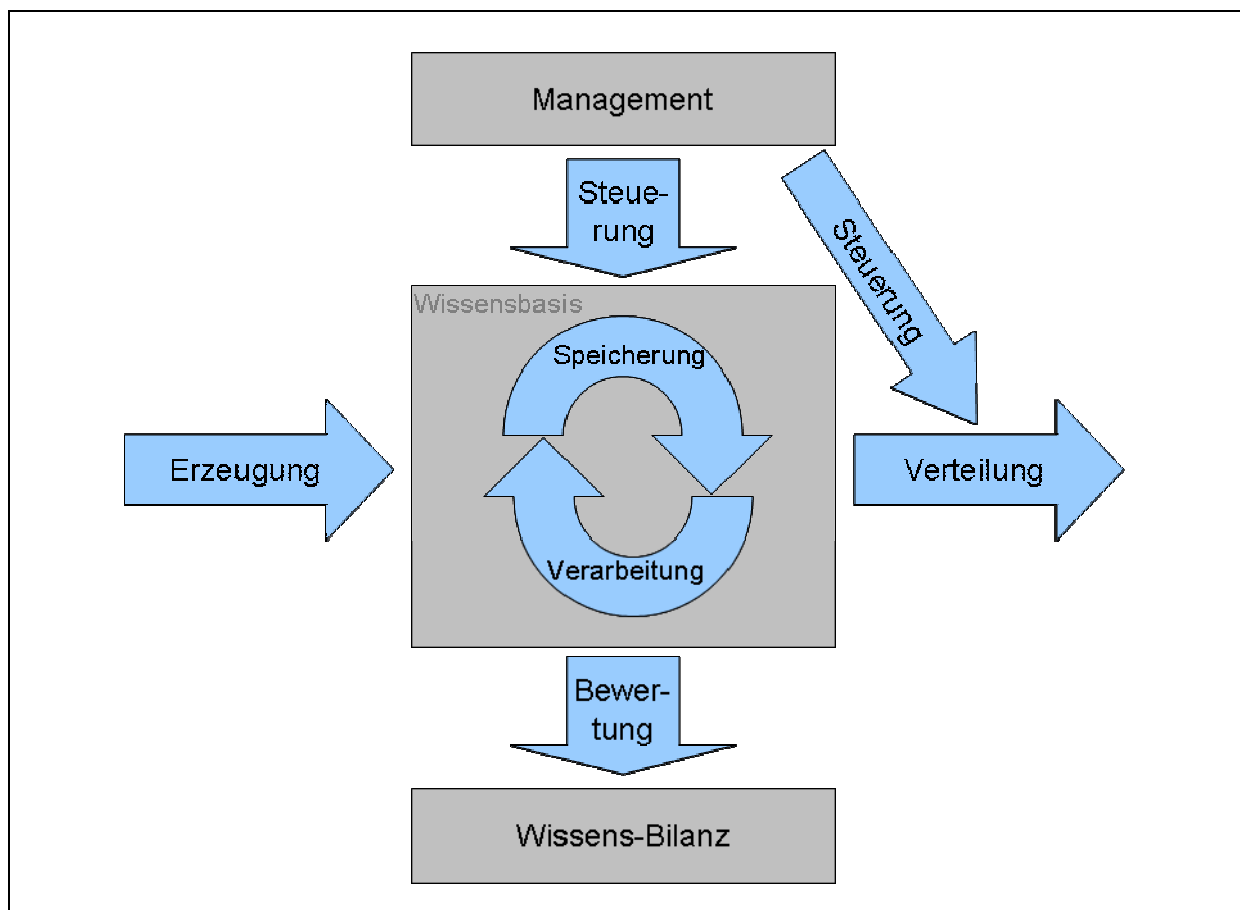 Management
Steue-
rung
Steuerung
Wissensbasis
Speicherung
Erzeugung
Verteilung
Verarbeitung
Bewer-
tung
Wissens-Bilanz